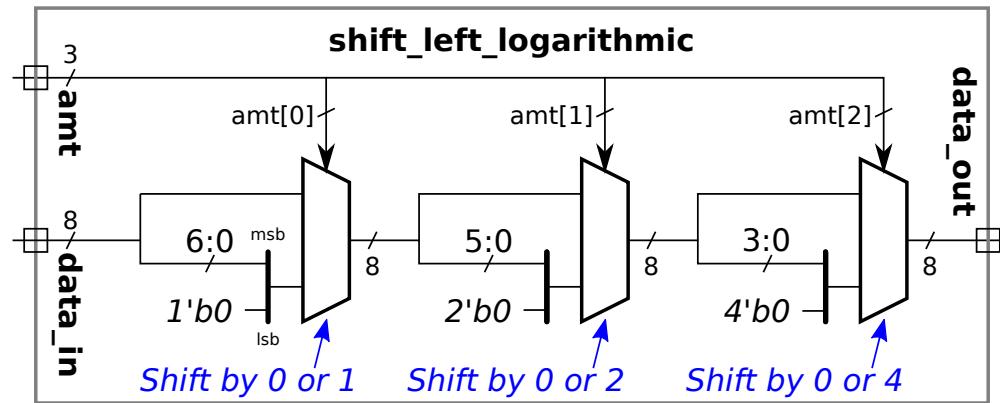 shift_left_logarithmic
3
amt
amt[0]
amt[1]
amt[2]
data_out
8
data_in
6:0
msb
1'b0
lsb
8
5:0
2'b0
8
3:0
4'b0
8
Shift by 0 or 1
Shift by 0 or 2
Shift by 0 or 4